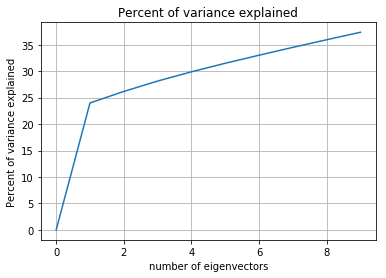 Percent of variance explained
Percent of variance explained
35
30
25
20
15
10
5
0
0 2 4 6 8
number of eigenvectors